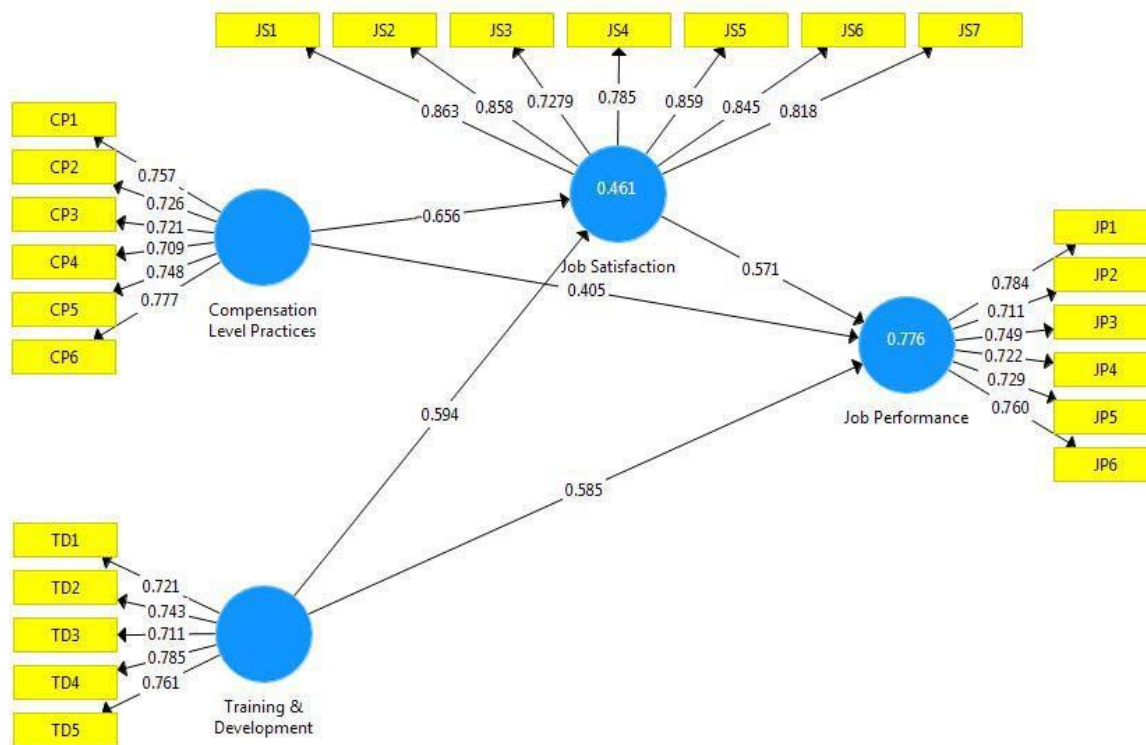 JS1
JS2
JS3
JS4
JS5
JS6
JS7
0.863
0.858
0.7279
0.785
0.859
0.845
0.818
CP1
CP2
CP3
CP4
CP5
CP6
0.757
0.726
0.721
0.709
0.748
0.777
Compensation
Level Practices
0.656
0.405
0.461
Job Satisfaction
0.571
0.594
0.585
0.776
Job Performance
0.784
0.711
0.749
0.722
0.729
0.760
JP1
JP2
JP3
JP4
JP5
JP6
TD1
TD2
TD3
TD4
TD5
0.721
0.743
0.711
0.785
0.761
Training &
Development